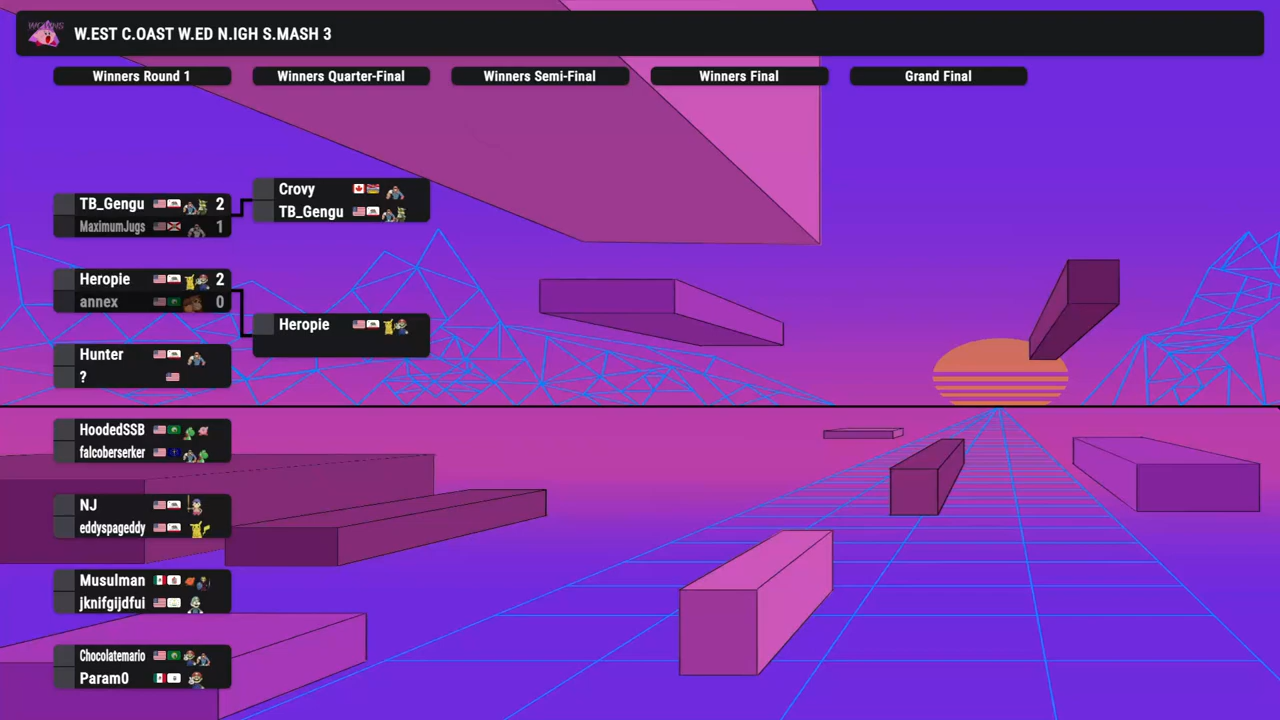 W.EST C.OAST W.ED N.IGH S.MASH 3
Winners Round 1
Winners Quarter-Final
Winners Semi-Final
Winners Final
Grand Final
TB_Gengu 2
MaximumJugs 1
Crovy
TB_Gengu
Heropie 2
annex 0
Heropie
Hunter
?
HoodedSSB
falcoberserker
NJ
eddyspageddy
Musulman
jknifgijdfui
Chocolatemario
Param0